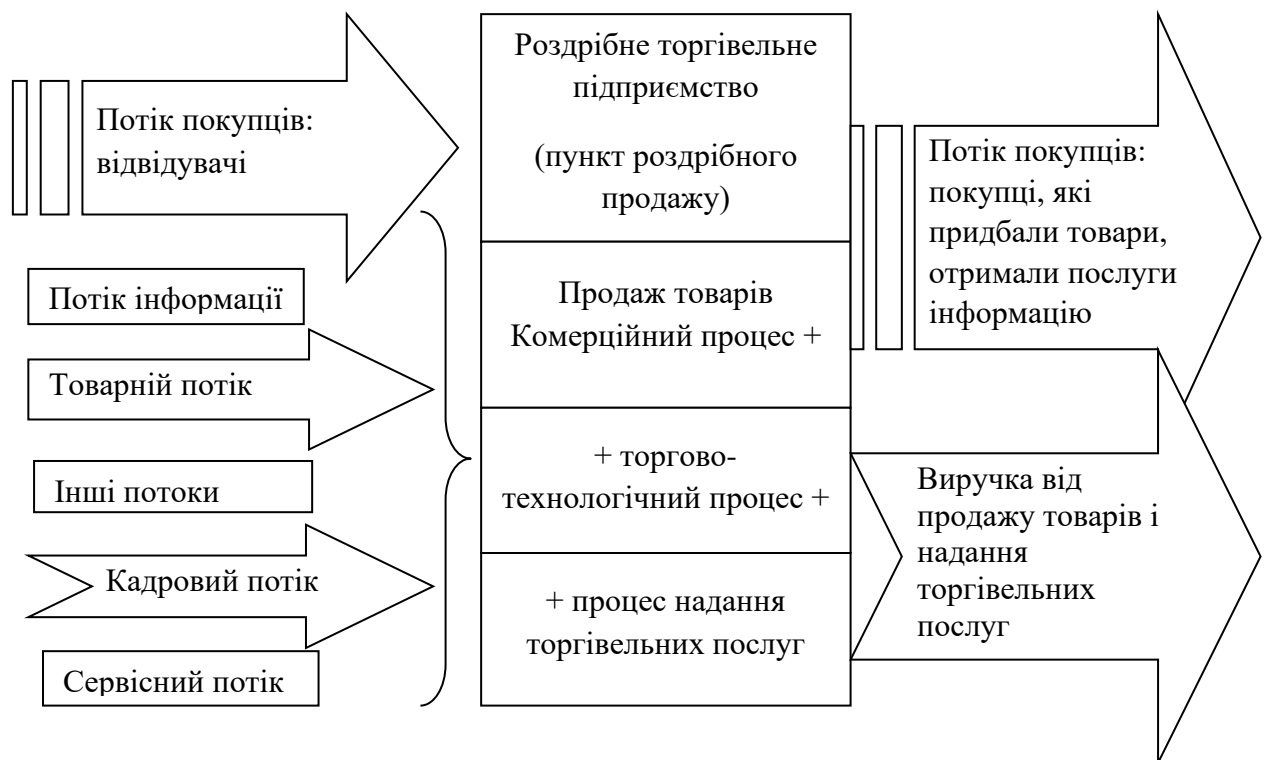 Потік покупців:
відвідувачі
Потік інформації
Товарній потік
Інші потоки
Кадровий потік
Сервісний потік
Роздрібне торгівельне
підприємство
(пункт роздрібного
продажу)
Продаж товарів
Комерційний процес +
+ торгово-
технологічний процес +
+ процес надання
торгівельних послуг
Потік покупців:
покупці, які
придбали товари,
отримали послуги
інформацію
Виручка від
продажу товарів і
надання
торгівельних
послуг